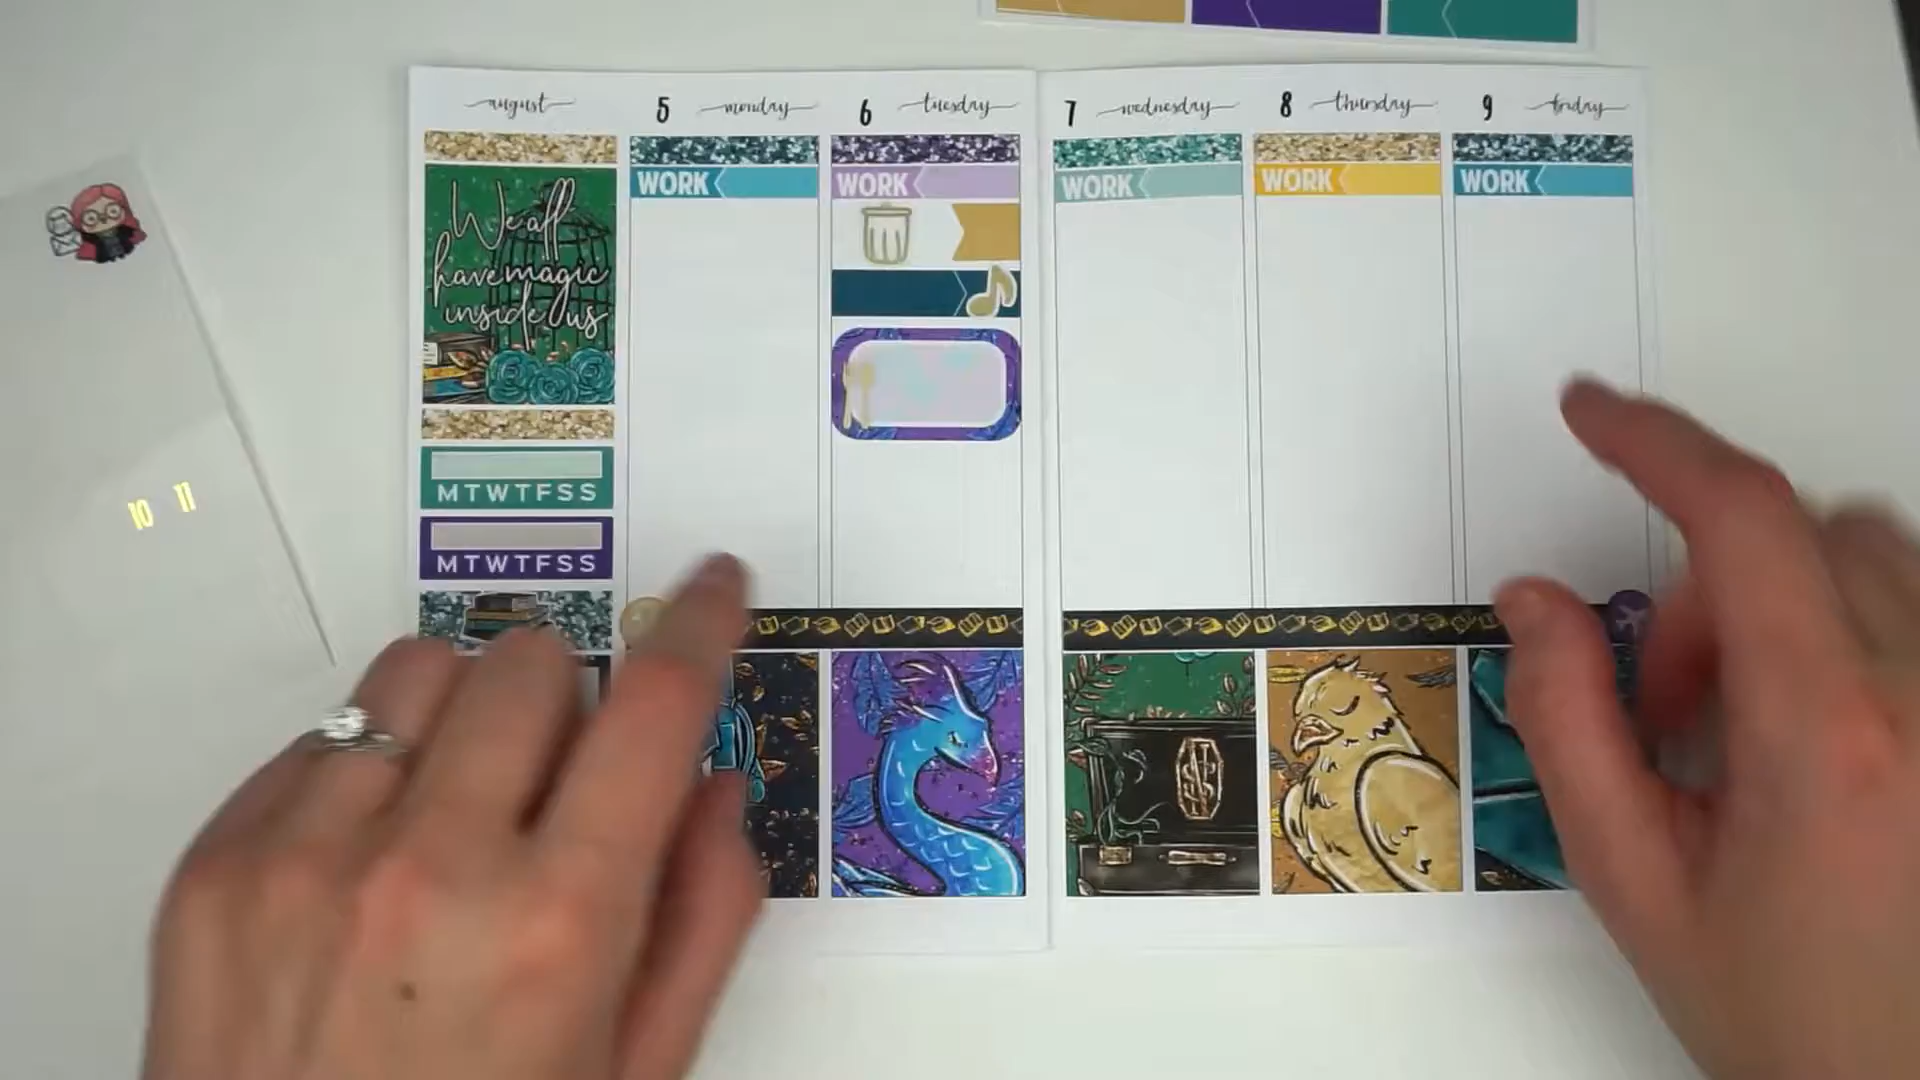 august 5 monday 6 tuesday 7 wednesday 8 thursday 9 friday
WORK WORK WORK WORK WORK
We all
have magic
inside us
MTWTFSS
10 11
MTWTFSS